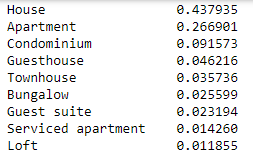 House 0.437935
Apartment 0.266901
Condominium 0.091573
Guesthouse 0.046216
Townhouse 0.035736
Bungalow 0.025599
Guest suite 0.023194
Serviced apartment 0.014260
Loft 0.011855